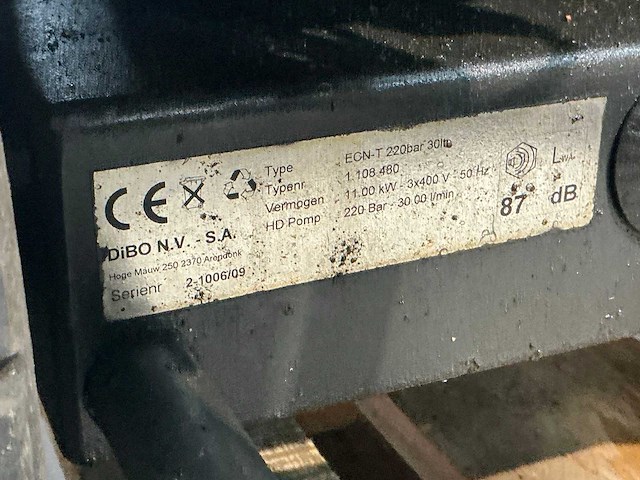 CE
DiBO N.V. - S.A.
Hoge Mauw 250 2370 Arendonk
Serienr 2-1006/09
Type ECN-T 220bar 30ltr
Typenr 1.108.480
Vermogen 11.00 kW - 3x400 V - 50 Hz
HD Pomp 220 Bar - 30.00 l/min
LWA
87 dB